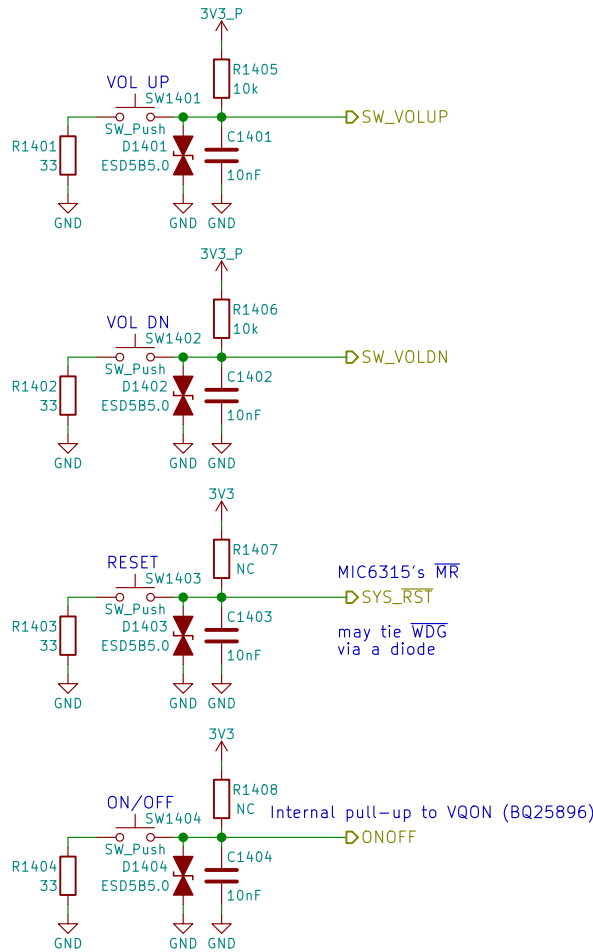 3V3_P
R1405
10k
VOL UP
SW1401
SW_Push
SW_VOLUP
R1401
33
D1401
ESD5B5.0
C1401
10nF
GND
GND
GND
3V3_P
R1406
10k
VOL DN
SW1402
SW_Push
SW_VOLDN
R1402
33
D1402
ESD5B5.0
C1402
10nF
GND
GND
GND
3V3
R1407
NC
RESET
SW1403
SW_Push
MIC6315's MR
SYS_RST
may tie WDG
via a diode
R1403
33
D1403
ESD5B5.0
C1403
10nF
GND
GND
GND
3V3
R1408
NC
ON/OFF
SW1404
SW_Push
Internal pull-up to VQON (BQ25896)
ONOFF
R1404
33
D1404
ESD5B5.0
C1404
10nF
GND
GND
GND